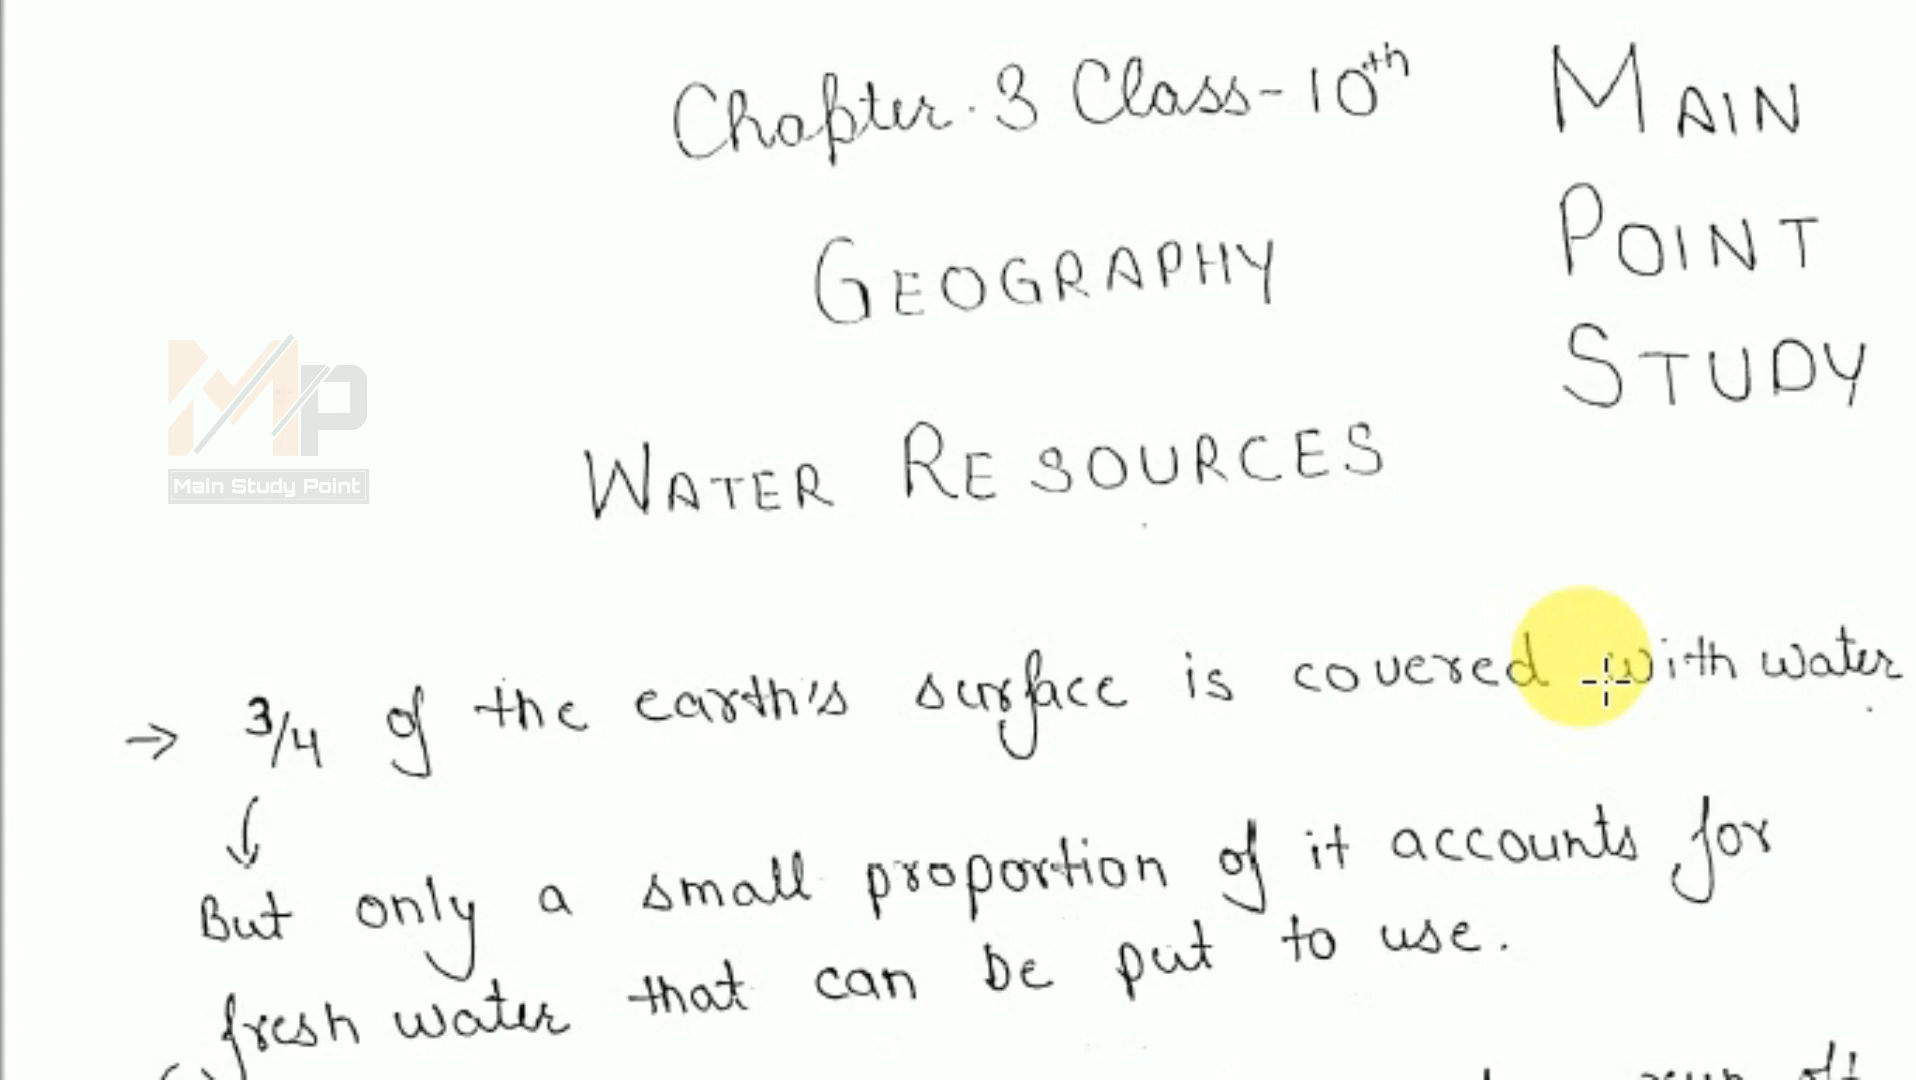 Chapter. 3 Class-10th
MAIN
POINT
STUDY
GEOGRAPHY
WATER RESOURCES
Main Study Point
→ 3/4 of the earth's surface is covered with water.
But only a small proportion of it accounts for
fresh water that can be put to use.